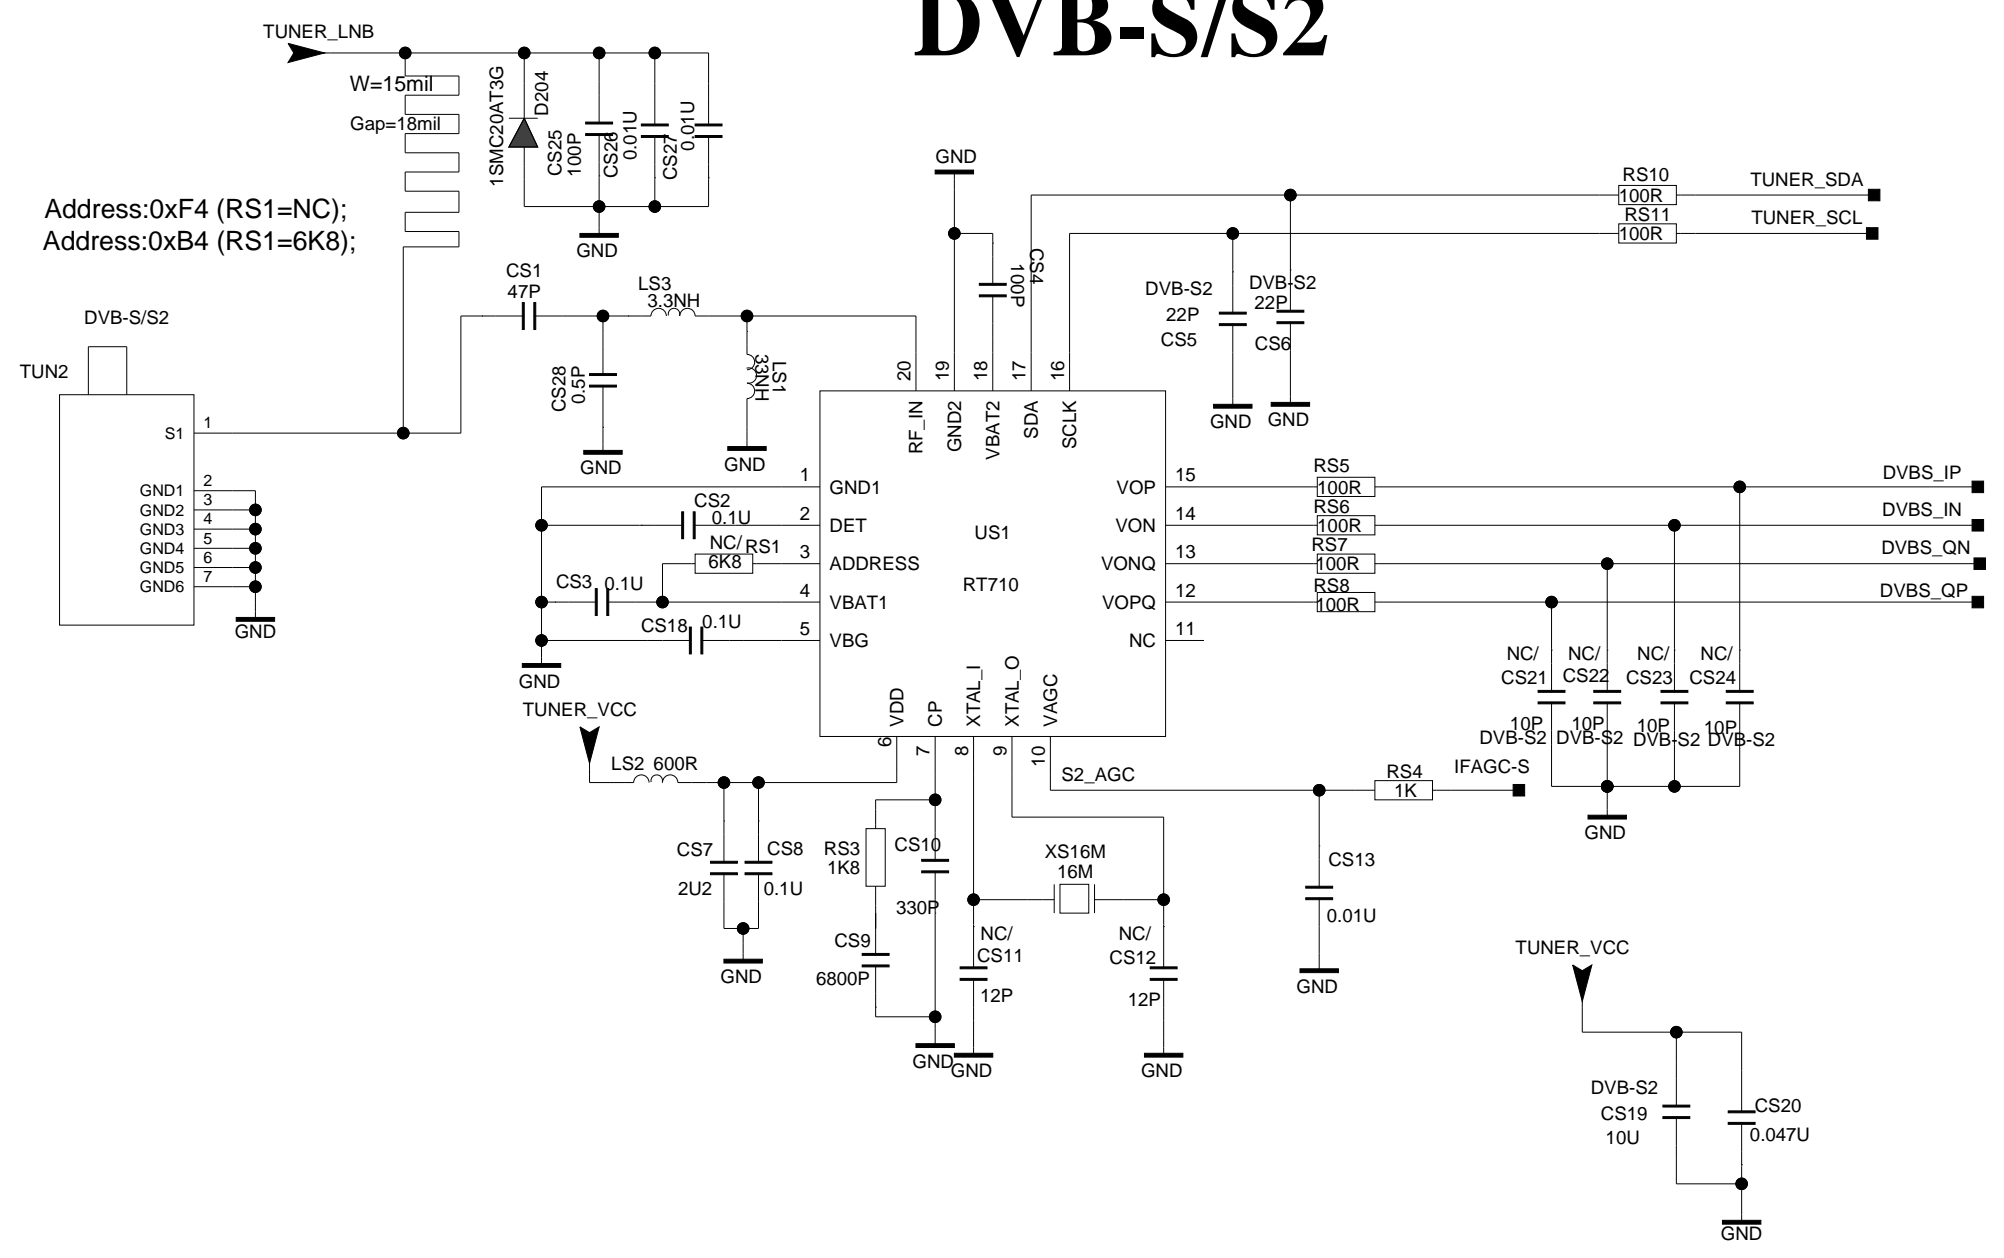 DVB-S/S2
TUNER_LNB
W=15mil
Gap=18mil
1SMC20AT3G
D204
CS25
100P
CS26
0.01U
CS27
0.01U
Address:0xF4 (RS1=NC);
Address:0xB4 (RS1=6K8);
GND
DVB-S/S2
TUN2
S1
1
GND1
2
GND2
3
GND3
4
GND4
5
GND5
6
GND6
7
GND
CS1
47P
LS3
3.3NH
CS28
0.5P
GND
LS1
33NH
GND
GND
CS4
100P
RS10
100R
TUNER_SDA
RS11
100R
TUNER_SCL
DVB-S2
22P
CS5
GND
DVB-S2
22P
CS6
GND
20
19
18
17
16
RF_IN
GND2
VBAT2
SDA
SCLK
1
GND1
2
DET
3
ADDRESS
4
VBAT1
5
VBG
US1
RT710
VOP
15
VON
14
VONQ
13
VOPQ
12
NC
11
VDD
CP
XTAL_I
XTAL_O
VAGC
6
7
8
9
10
CS2
0.1U
NC/
6K8
RS1
CS3
0.1U
CS18
0.1U
GND
TUNER_VCC
LS2 600R
CS7
2U2
CS8
0.1U
GND
RS3
1K8
CS10
330P
CS9
6800P
GND
XS16M
16M
NC/
CS11
12P
GND
NC/
CS12
12P
GND
S2_AGC
RS4
1K
IFAGC-S
CS13
0.01U
GND
RS5
100R
DVBS_IP
RS6
100R
DVBS_IN
RS7
100R
DVBS_QN
RS8
100R
DVBS_QP
NC/
CS21
10P
DVB-S2
NC/
CS22
10P
DVB-S2
NC/
CS23
10P
DVB-S2
NC/
CS24
10P
DVB-S2
GND
TUNER_VCC
DVB-S2
CS19
10U
CS20
0.047U
GND